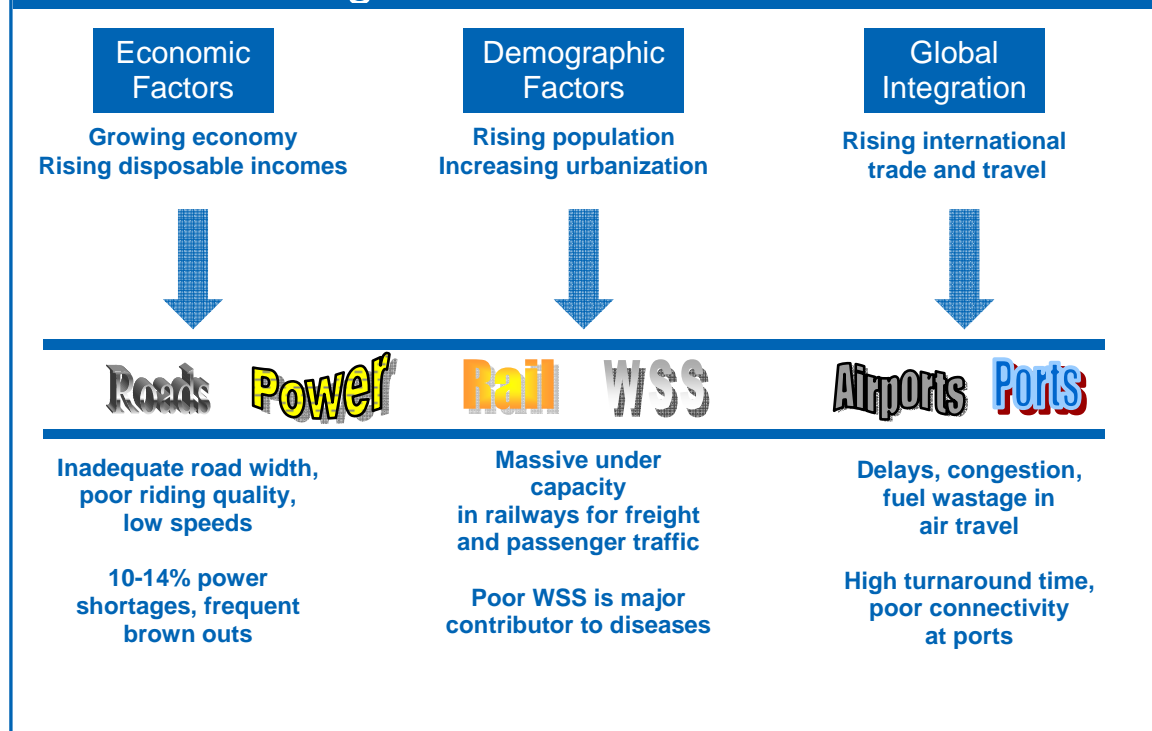 Economic
Factors
Growing economy
Rising disposable incomes
Demographic
Factors
Rising population
Increasing urbanization
Global
Integration
Rising international
trade and travel
Roads Power Rail WSS Airports Ports
Inadequate road width,
poor riding quality,
low speeds
10-14% power
shortages, frequent
brown outs
Massive under
capacity
in railways for freight
and passenger traffic
Poor WSS is major
contributor to diseases
Delays, congestion,
fuel wastage in
air travel
High turnaround time,
poor connectivity
at ports